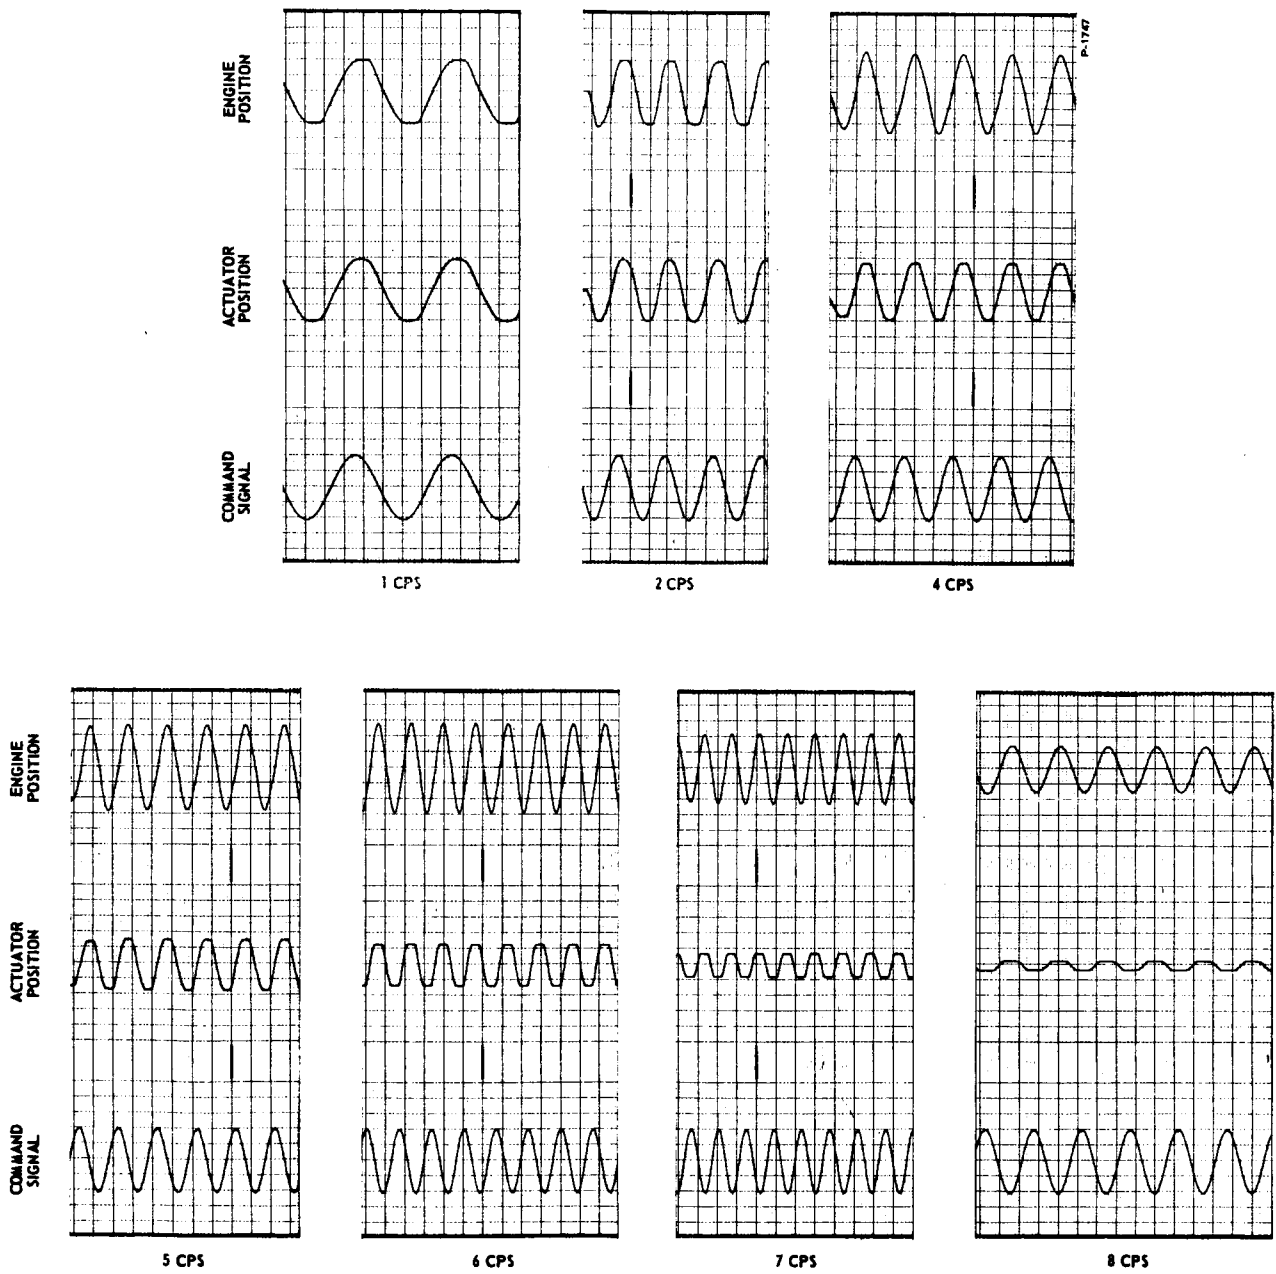 ENGINE
POSITION
ACTUATOR
POSITION
COMMAND
SIGNAL
P-1747
1 CPS
2 CPS
4 CPS
ENGINE
POSITION
ACTUATOR
POSITION
COMMAND
SIGNAL
5 CPS
6 CPS
7 CPS
8 CPS